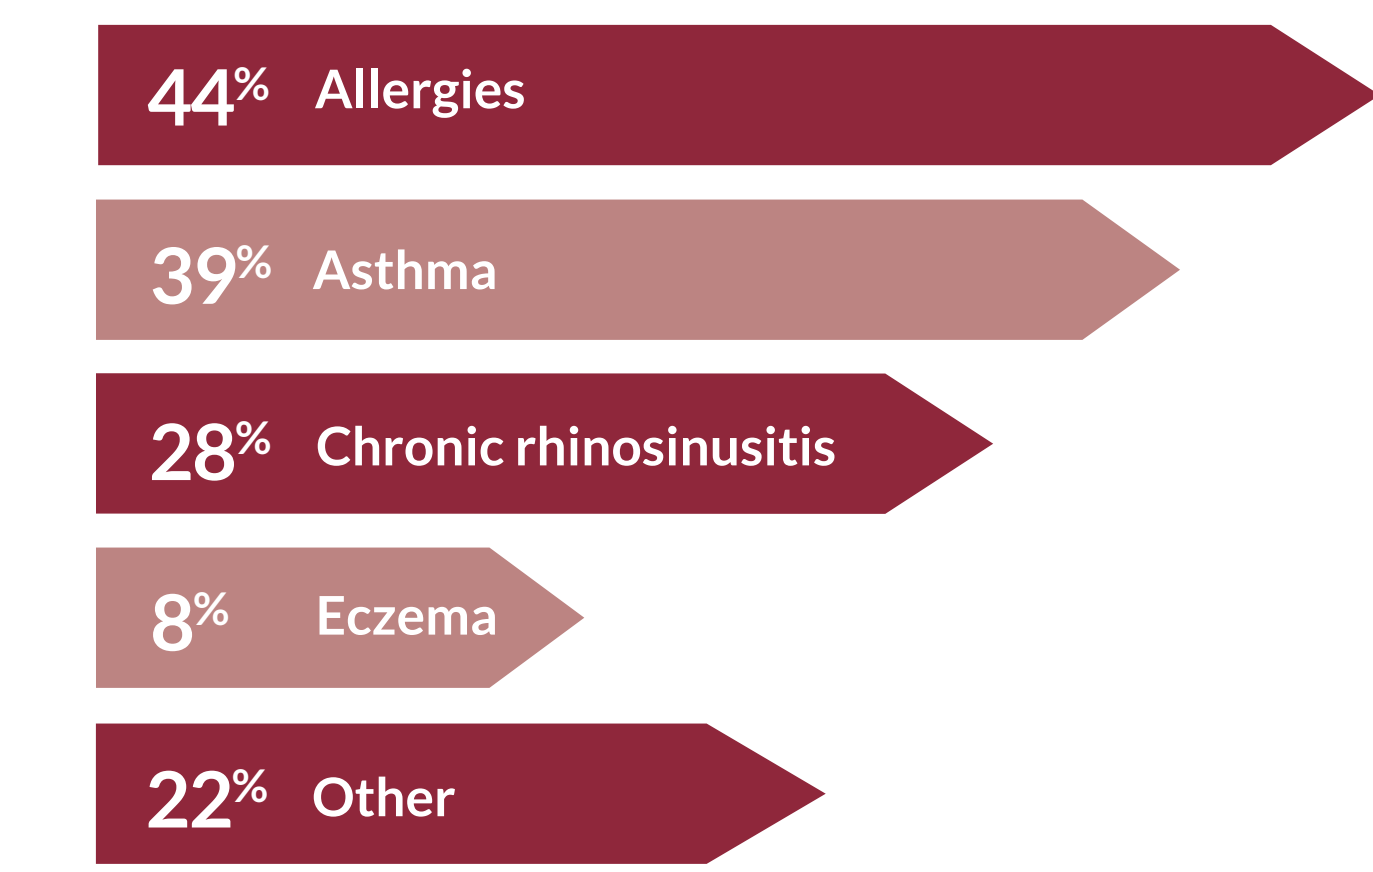 44% Allergies
39% Asthma
28% Chronic rhinosinusitis
8% Eczema
22% Other